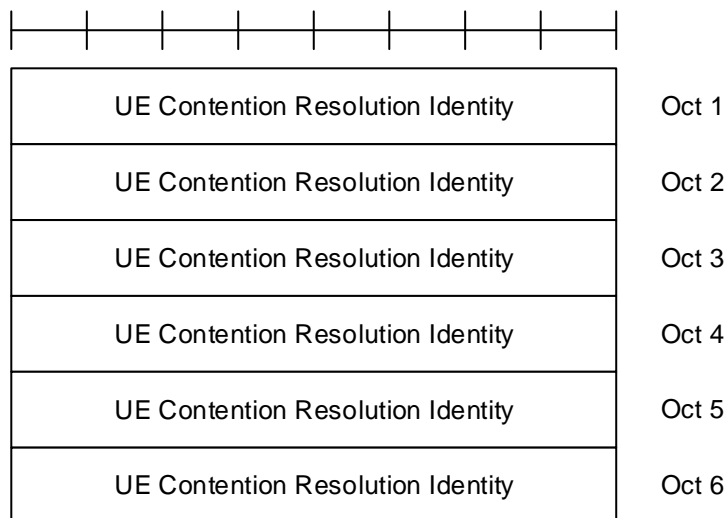 UE Contention Resolution Identity Oct 1
UE Contention Resolution Identity Oct 2
UE Contention Resolution Identity Oct 3
UE Contention Resolution Identity Oct 4
UE Contention Resolution Identity Oct 5
UE Contention Resolution Identity Oct 6